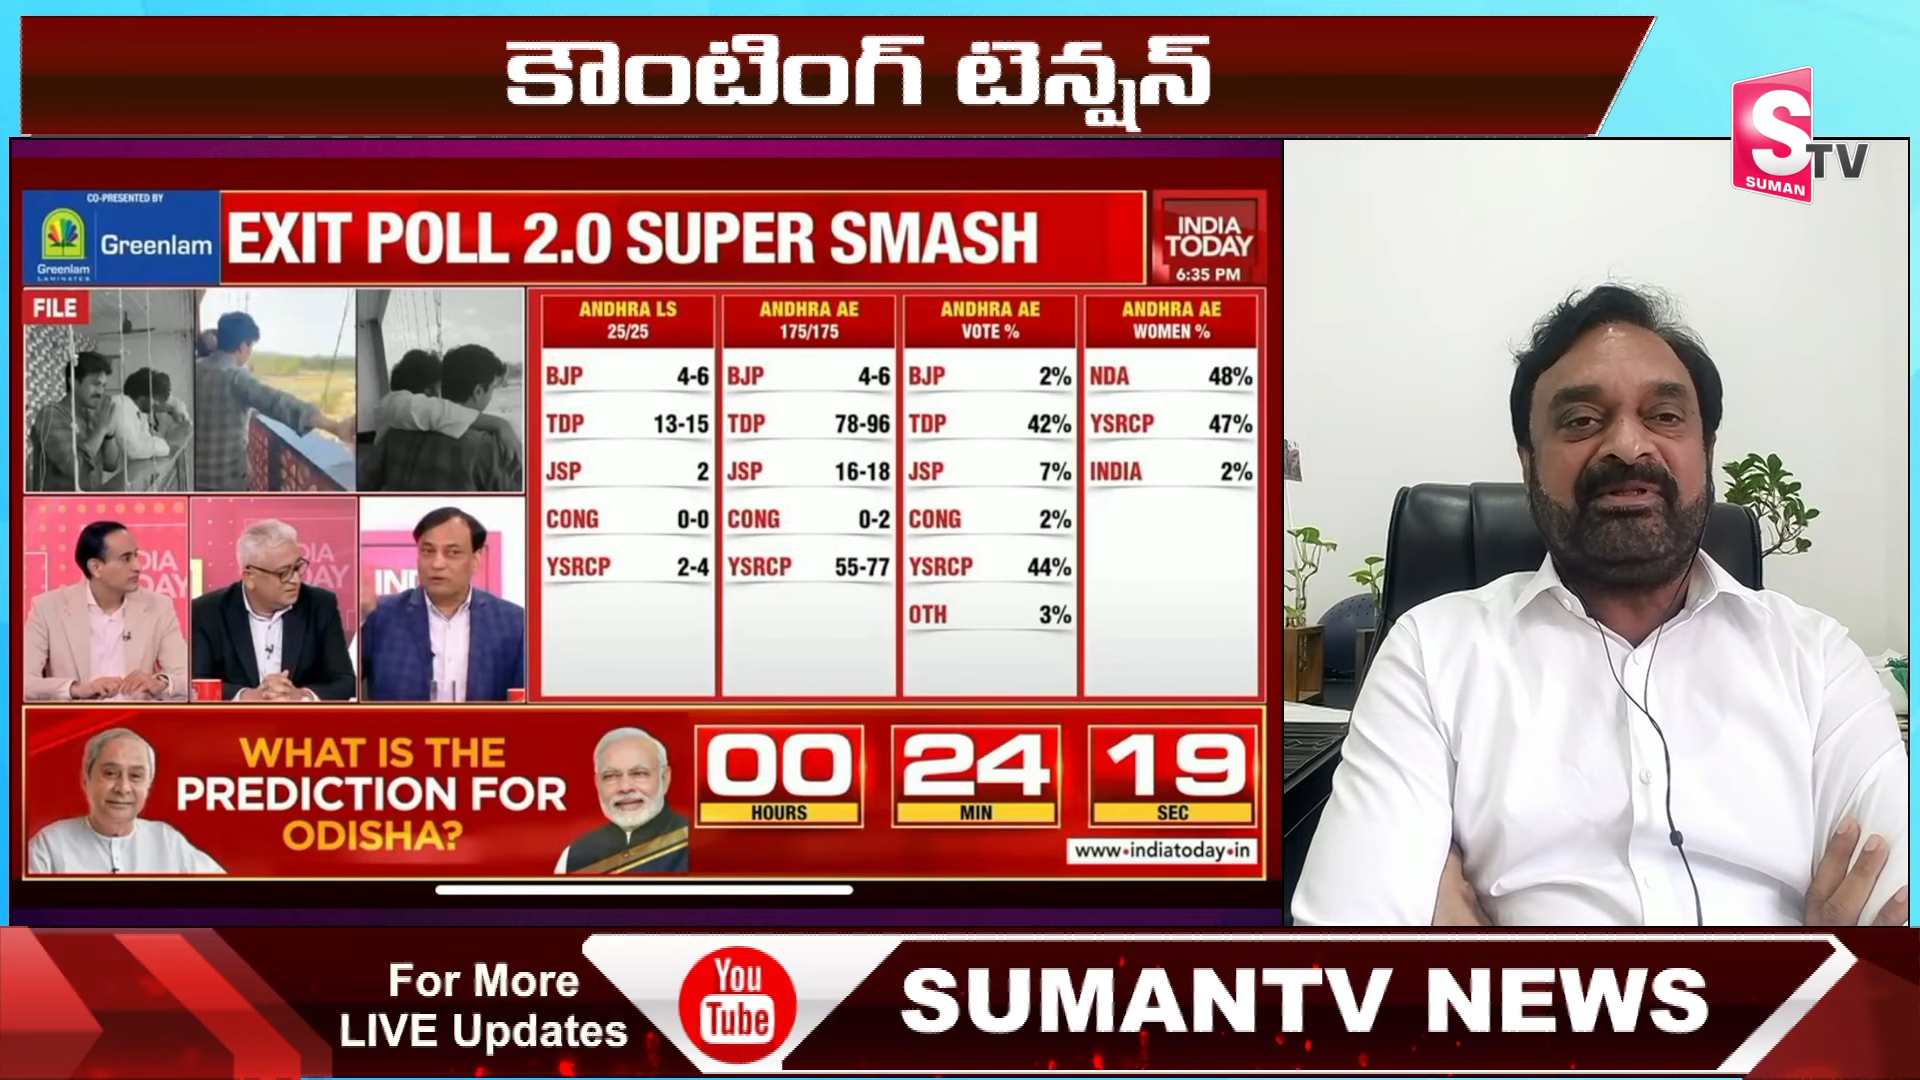 కౌంటింగ్ టెన్షన్
S
SUMAN
TV
CO-PRESENTED BY
Greenlam
LAMINATES
Greenlam
EXIT POLL 2.0 SUPER SMASH
INDIA
TODAY
6:35 PM
FILE
ANDHRA LS
25/25
BJP 4-6
TDP 13-15
JSP 2
CONG 0-0
YSRCP 2-4
ANDHRA AE
175/175
BJP 4-6
TDP 78-96
JSP 16-18
CONG 0-2
YSRCP 55-77
ANDHRA AE
VOTE %
BJP 2%
TDP 42%
JSP 7%
CONG 2%
YSRCP 44%
OTH 3%
ANDHRA AE
WOMEN %
NDA 48%
YSRCP 47%
INDIA 2%
WHAT IS THE
PREDICTION FOR
ODISHA?
00 24 19
HOURS MIN SEC
www•indiatoday•in
For More
LIVE Updates
You
Tube
SUMANTV NEWS